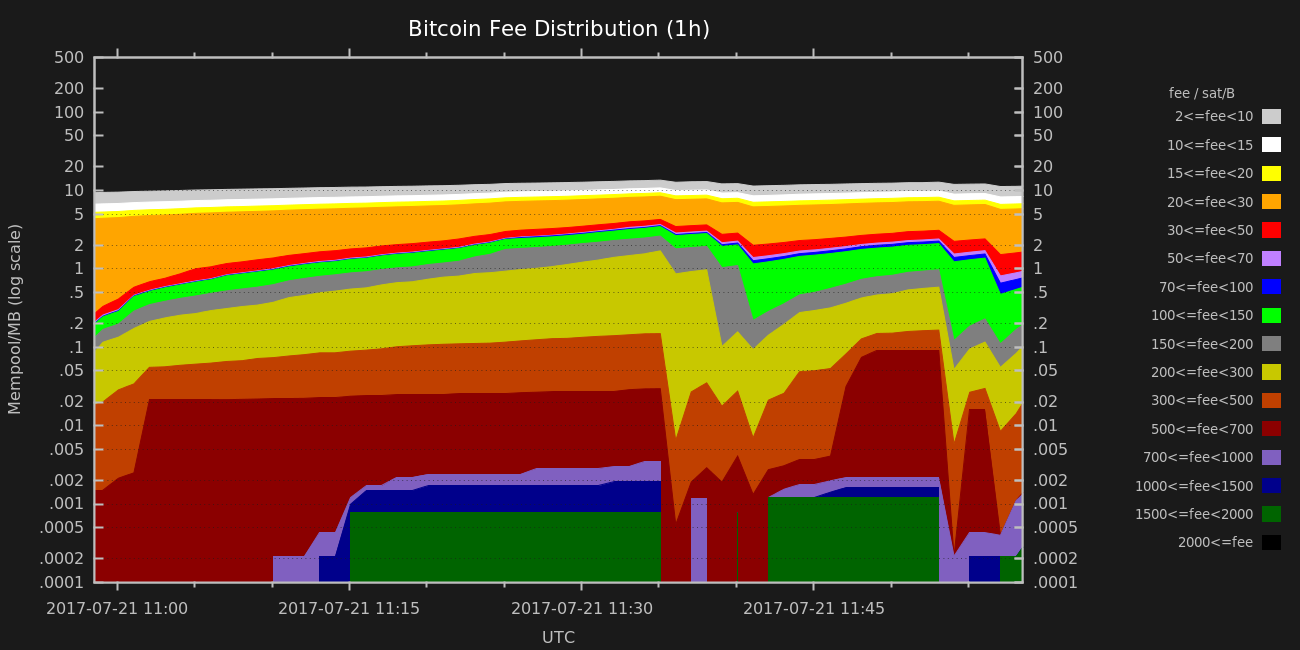 Bitcoin Fee Distribution (1h)
500 500
200 200
100 100
50 50
20 20
10 10
5 5
2 2
1 1
.5 .5
.2 .2
.1 .1
.05 .05
.02 .02
.01 .01
.005 .005
.002 .002
.001 .001
.0005 .0005
.0002 .0002
.0001 .0001
Mempool/MB (log scale)
2017-07-21 11:00 2017-07-21 11:15 2017-07-21 11:30 2017-07-21 11:45
UTC
fee / sat/B
2<=fee<10
10<=fee<15
15<=fee<20
20<=fee<30
30<=fee<50
50<=fee<70
70<=fee<100
100<=fee<150
150<=fee<200
200<=fee<300
300<=fee<500
500<=fee<700
700<=fee<1000
1000<=fee<1500
1500<=fee<2000
2000<=fee